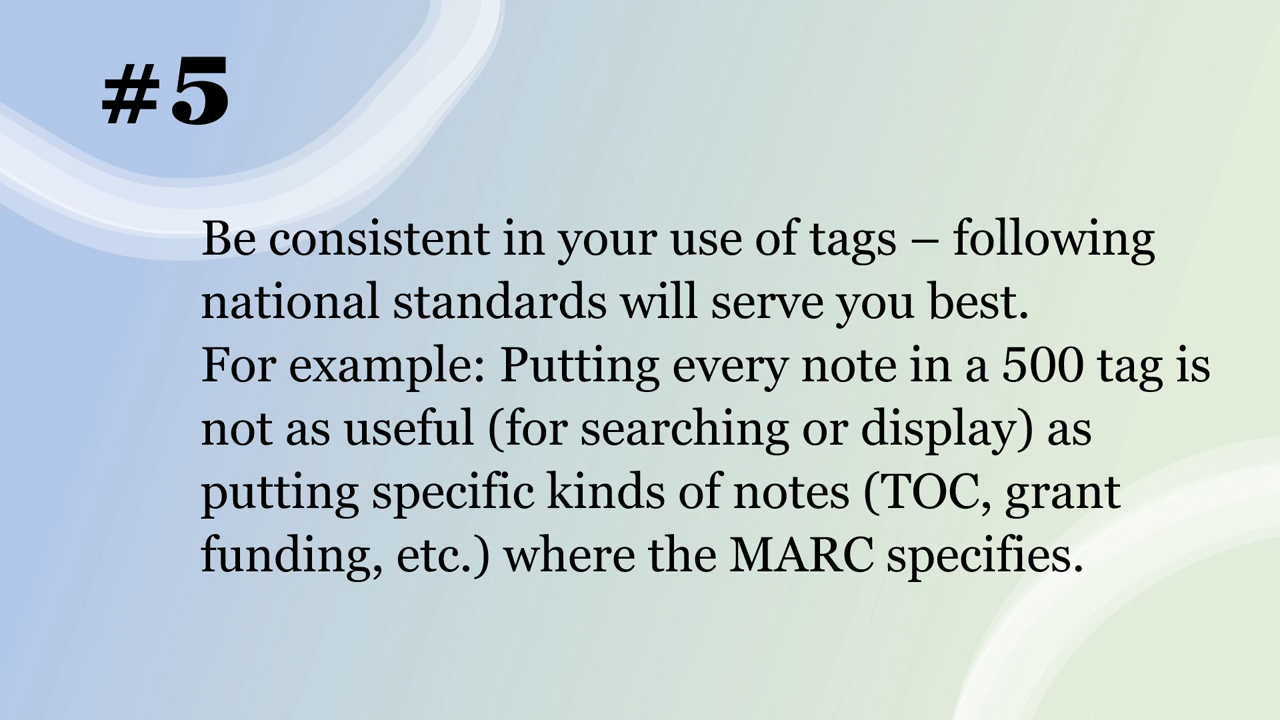 #5
Be consistent in your use of tags – following
national standards will serve you best.
For example: Putting every note in a 500 tag is
not as useful (for searching or display) as
putting specific kinds of notes (TOC, grant
funding, etc.) where the MARC specifies.